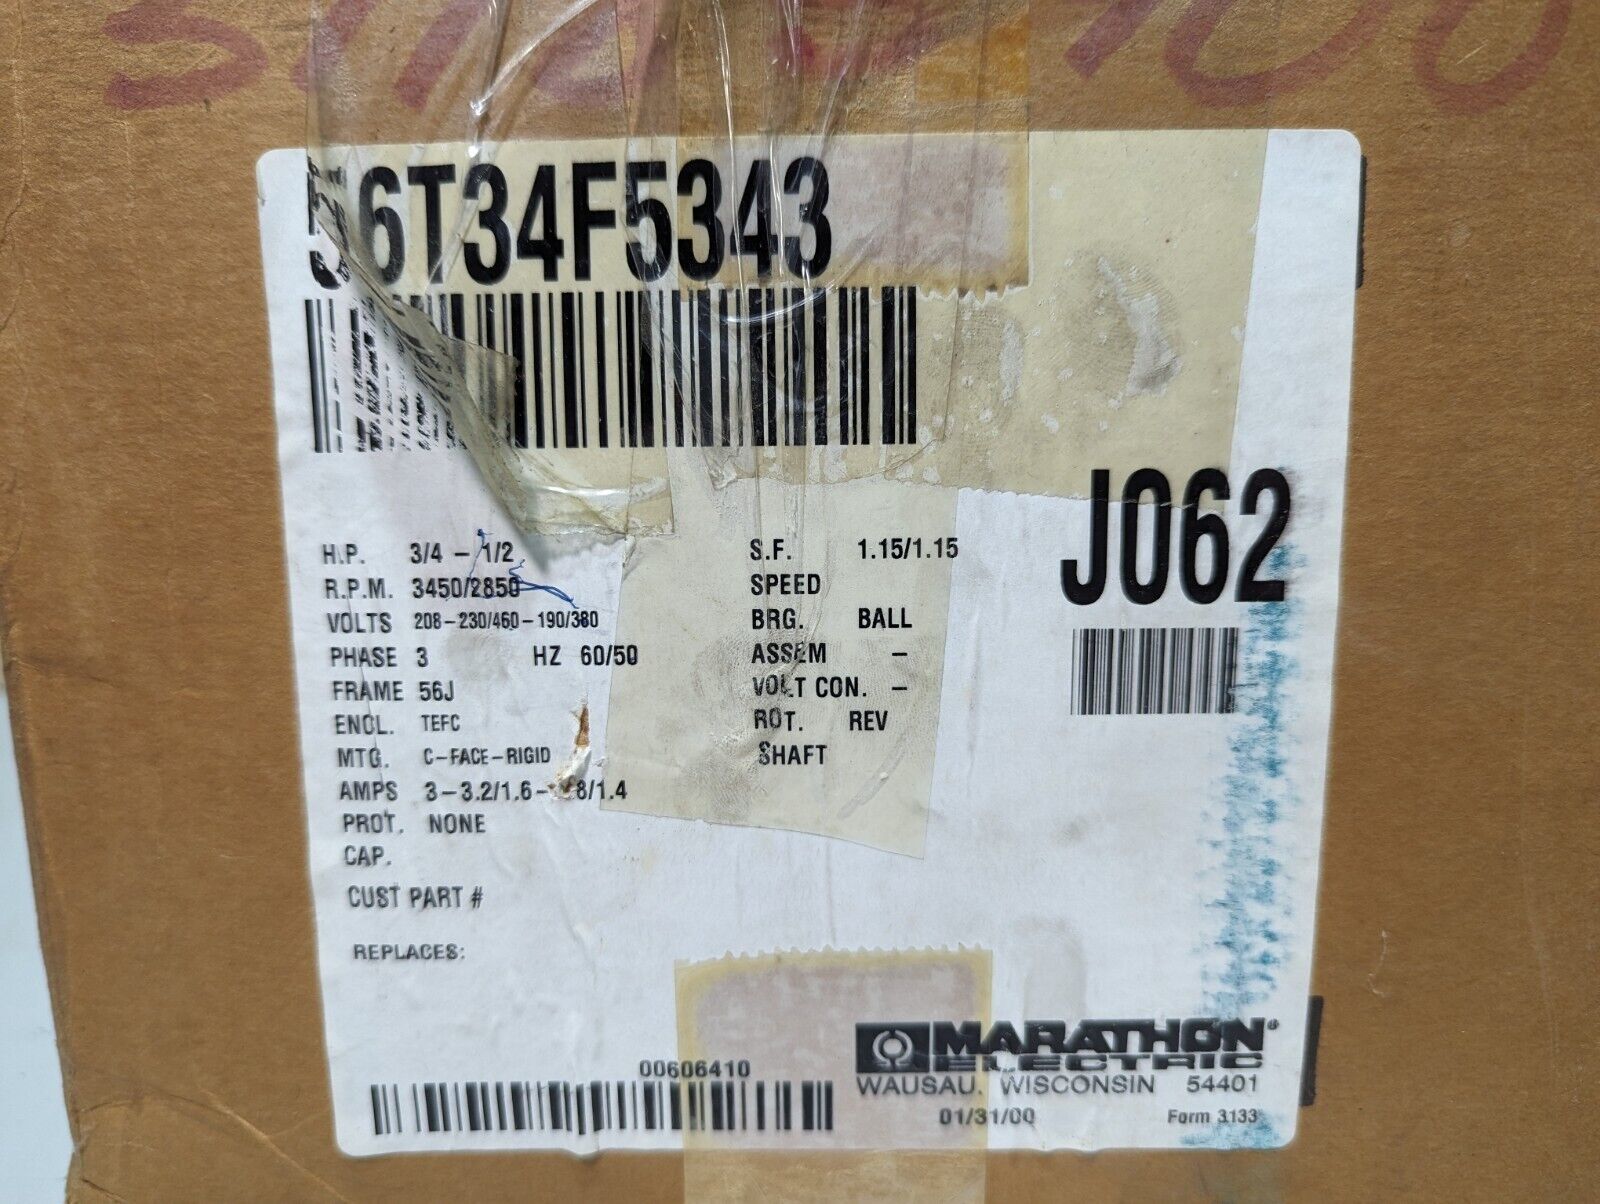 56T34F5343
J062
H.P. 3/4 - 1/2
R.P.M. 3450/2850
VOLTS 208-230/460-190/380
PHASE 3 HZ 60/50
FRAME 56J
ENCL. TEFC
MTG. C-FACE-RIGID
AMPS 3-3.2/1.6- 8/1.4
PROT. NONE
CAP.
CUST PART #
REPLACES:
S.F. 1.15/1.15
SPEED
BRG. BALL
ASSEM -
VOLT CON. -
ROT. REV
SHAFT
00606410
MARATHON®
ELECTRIC
WAUSAU, WISCONSIN 54401
01/31/00 Form 3133